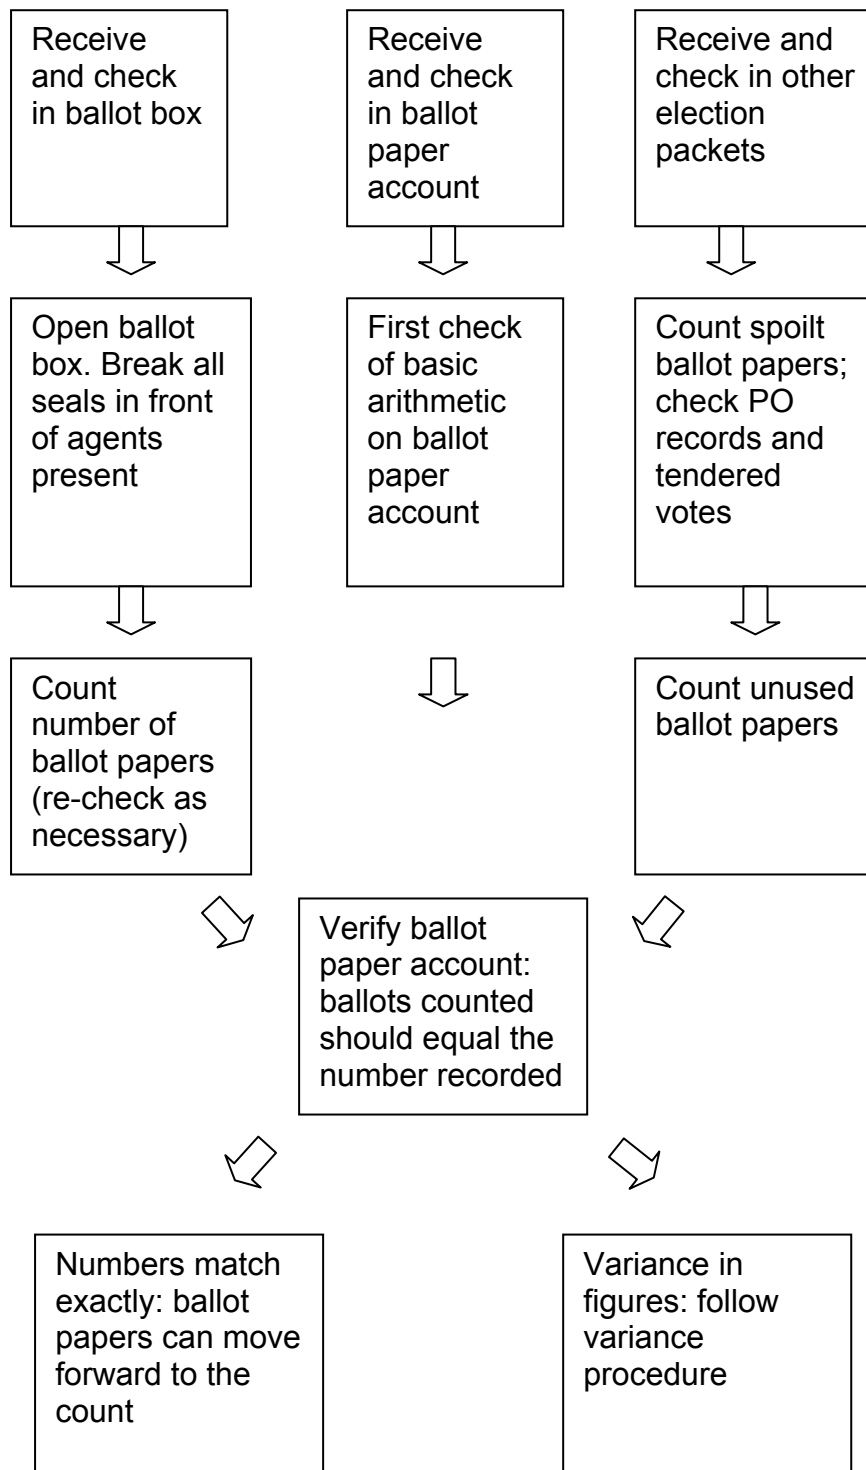 Receive
and check
in ballot box
Receive
and check
in ballot
paper
account
Receive and
check in other
election
packets
Open ballot
box. Break all
seals in front
of agents
present
First check
of basic
arithmetic
on ballot
paper
account
Count spoilt
ballot papers;
check PO
records and
tendered
votes
Count
number of
ballot papers
(re-check as
necessary)
Count unused
ballot papers
Verify ballot
paper account:
ballots counted
should equal the
number recorded
Numbers match
exactly: ballot
papers can move
forward to the
count
Variance in
figures: follow
variance
procedure